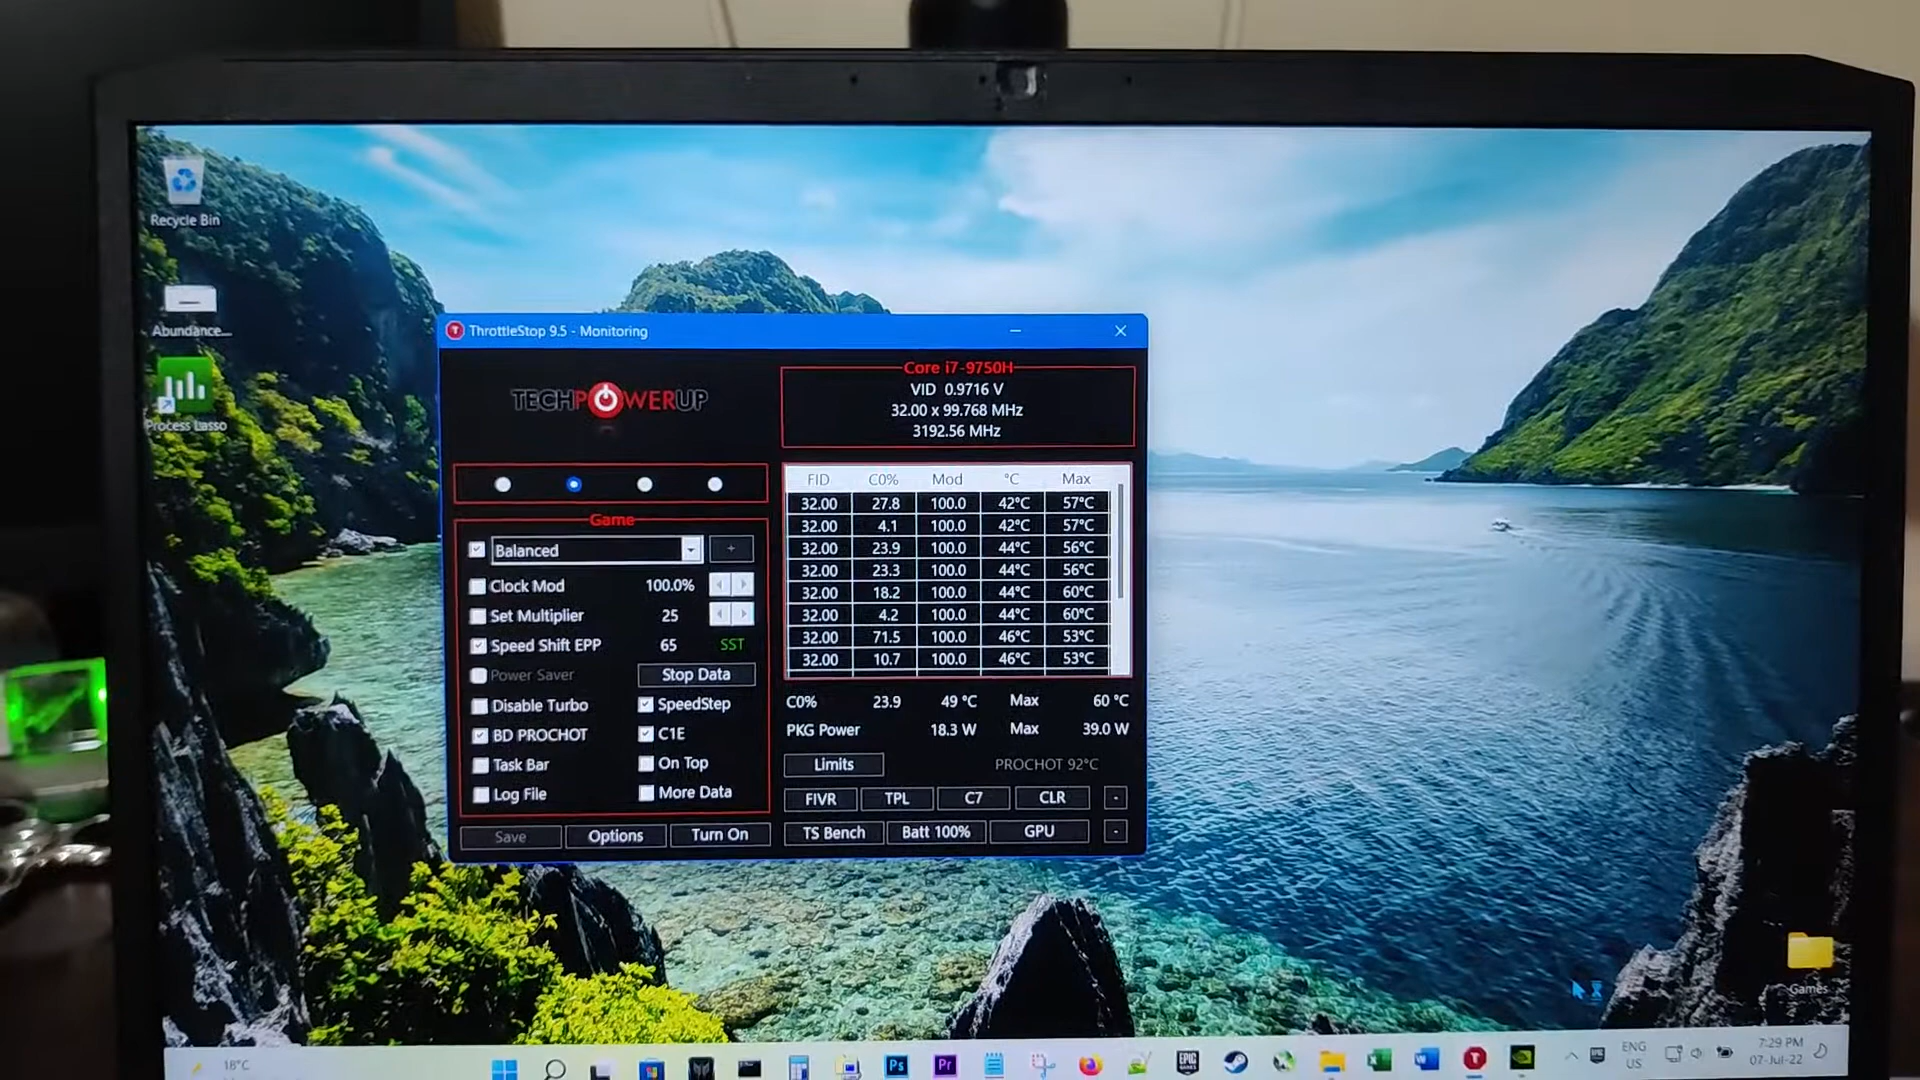 Recycle Bin
Abundance...
Process Lasso
ThrottleStop 9.5 - Monitoring
TECHPOWERUP
Core i7-9750H
VID 0.9716 V
32.00 x 99.768 MHz
3192.56 MHz
Game
Balanced
+
Clock Mod 100.0%
Set Multiplier 25
Speed Shift EPP 65 SST
Power Saver Stop Data
Disable Turbo SpeedStep
BD PROCHOT C1E
Task Bar On Top
Log File More Data
Save Options Turn On
FID C0% Mod °C Max
32.00 27.8 100.0 42°C 57°C
32.00 4.1 100.0 42°C 57°C
32.00 23.9 100.0 44°C 56°C
32.00 23.3 100.0 44°C 56°C
32.00 18.2 100.0 44°C 60°C
32.00 4.2 100.0 44°C 60°C
32.00 71.5 100.0 46°C 53°C
32.00 10.7 100.0 46°C 53°C
C0% 23.9 49 °C Max 60 °C
PKG Power 18.3 W Max 39.0 W
Limits PROCHOT 92°C
FIVR TPL C7 CLR -
TS Bench Batt 100% GPU -
Games
18°C
Ps
Pr
EPIC
ENG
US
7:29 PM
07-Jul-22